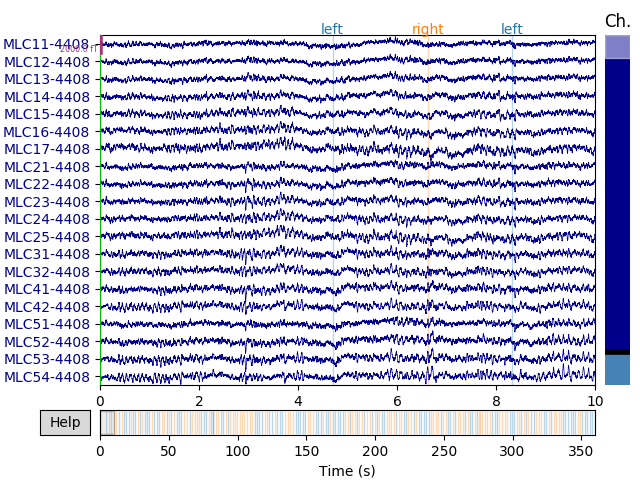 left right left Ch.
MLC11-4408
MLC12-4408
MLC13-4408
MLC14-4408
MLC15-4408
MLC16-4408
MLC17-4408
MLC21-4408
MLC22-4408
MLC23-4408
MLC24-4408
MLC25-4408
MLC31-4408
MLC32-4408
MLC41-4408
MLC42-4408
MLC51-4408
MLC52-4408
MLC53-4408
MLC54-4408
0 2 4 6 8 10
Help
0 50 100 150 200 250 300 350
Time (s)